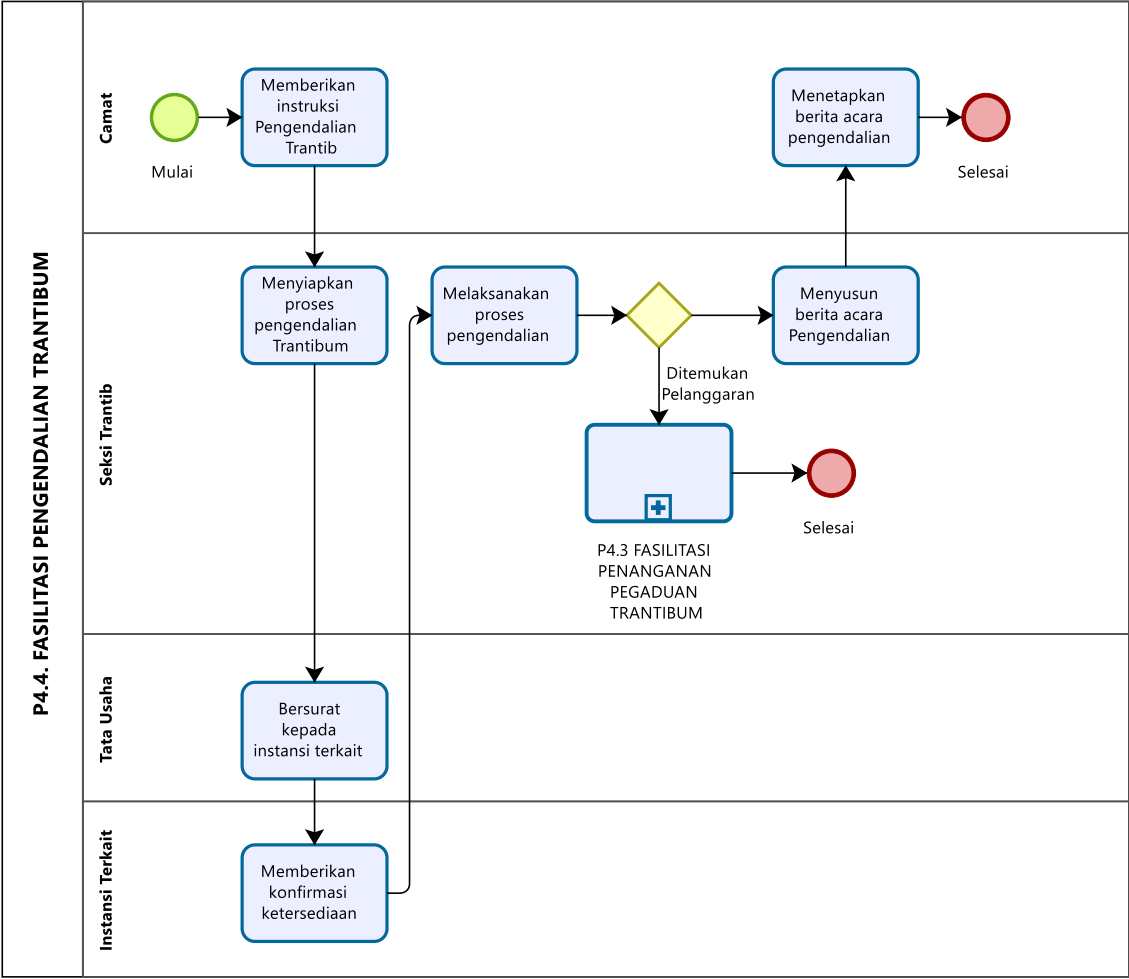 P4.4. FASILITASI PENGENDALIAN TRANTIBUM
Camat
Mulai
Memberikan
instruksi
Pengendalian
Trantib
Menetapkan
berita acara
pengendalian
Selesai
Seksi Trantib
Menyiapkan
proses
pengendalian
Trantibum
Melaksanakan
proses
pengendalian
Ditemukan
Pelanggaran
Menyusun
berita acara
Pengendalian
P4.3 FASILITASI
PENANGANAN
PEGADUAN
TRANTIBUM
Selesai
Tata Usaha
Bersurat
kepada
instansi terkait
Instansi Terkait
Memberikan
konfirmasi
ketersediaan